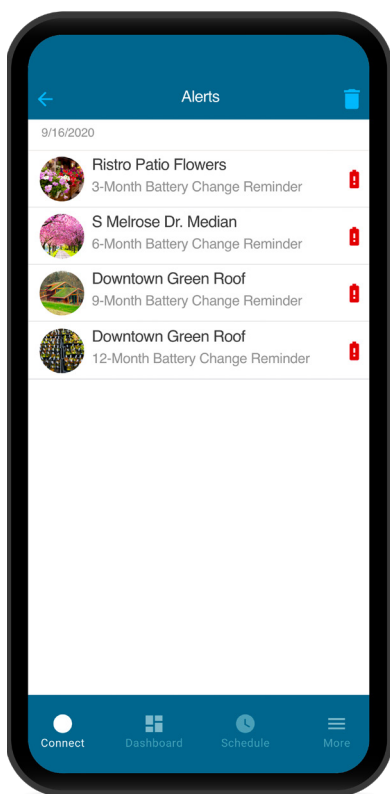 Alerts
9/16/2020
Ristro Patio Flowers
3-Month Battery Change Reminder
S Melrose Dr. Median
6-Month Battery Change Reminder
Downtown Green Roof
9-Month Battery Change Reminder
Downtown Green Roof
12-Month Battery Change Reminder
Connect Dashboard Schedule More